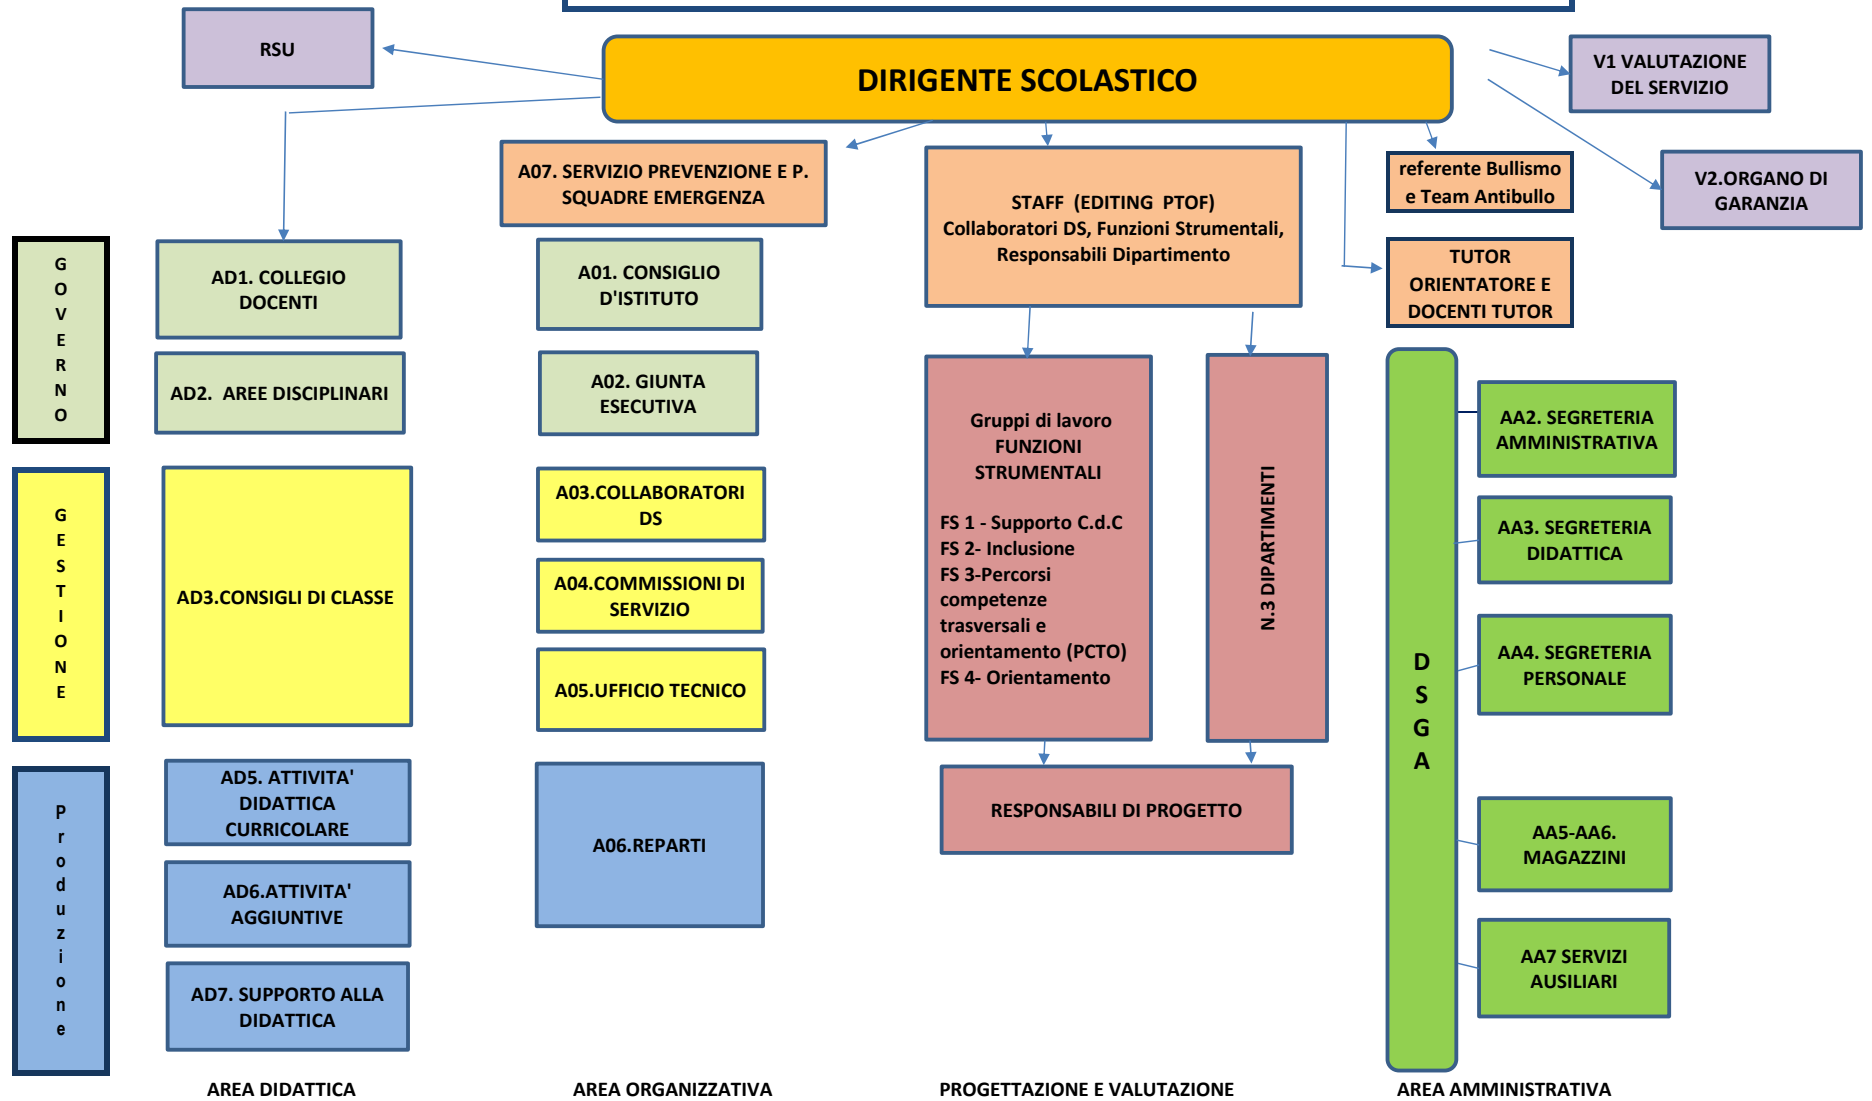 RSU
DIRIGENTE SCOLASTICO
V1 VALUTAZIONE
DEL SERVIZIO
A07. SERVIZIO PREVENZIONE E P.
SQUADRE EMERGENZA
STAFF (EDITING PTOF)
Collaboratori DS, Funzioni Strumentali,
Responsabili Dipartimento
referente Bullismo
e Team Antibullo
V2.ORGANO DI
GARANZIA
GOVERNO
AD1. COLLEGIO
DOCENTI
A01. CONSIGLIO
D'ISTITUTO
TUTOR
ORIENTATORE E
DOCENTI TUTOR
AD2. AREE DISCIPLINARI
A02. GIUNTA
ESECUTIVA
Gruppi di lavoro
FUNZIONI
STRUMENTALI
FS 1 - Supporto C.d.C
FS 2- Inclusione
FS 3-Percorsi
competenze
trasversali e
orientamento (PCTO)
FS 4- Orientamento
N.3 DIPARTIMENTI
DSGA
AA2. SEGRETERIA
AMMINISTRATIVA
GESTIONE
AD3.CONSIGLI DI CLASSE
A03.COLLABORATORI
DS
A04.COMMISSIONI DI
SERVIZIO
A05.UFFICIO TECNICO
AA3. SEGRETERIA
DIDATTICA
AA4. SEGRETERIA
PERSONALE
Produzione
AD5. ATTIVITA'
DIDATTICA
CURRICOLARE
AD6.ATTIVITA'
AGGIUNTIVE
AD7. SUPPORTO ALLA
DIDATTICA
A06.REPARTI
RESPONSABILI DI PROGETTO
AA5-AA6.
MAGAZZINI
AA7 SERVIZI
AUSILIARI
AREA DIDATTICA
AREA ORGANIZZATIVA
PROGETTAZIONE E VALUTAZIONE
AREA AMMINISTRATIVA